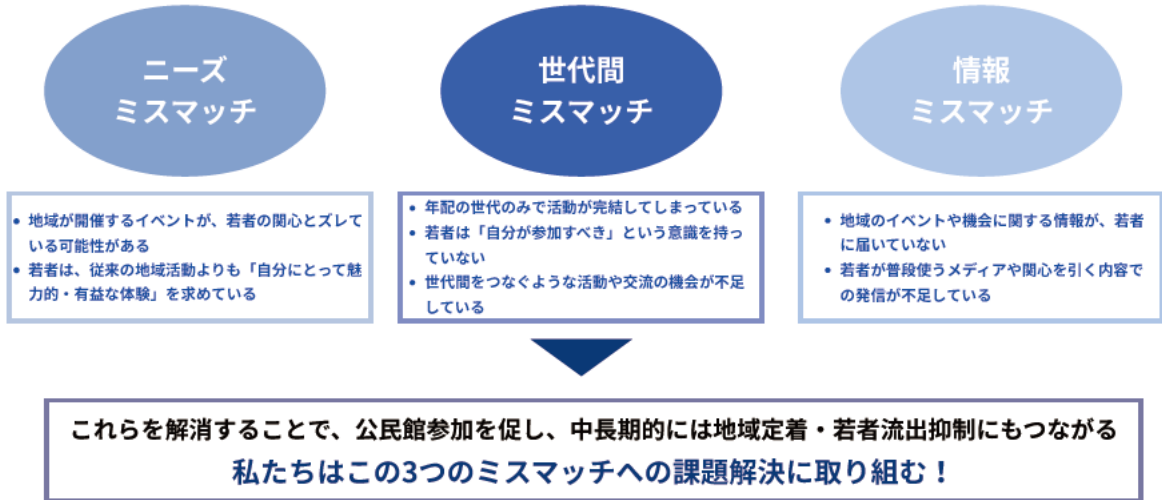 ニーズ
ミスマッチ
世代間
ミスマッチ
情報
ミスマッチ
• 地域が開催するイベントが、若者の関心とズレて
いる可能性がある
• 若者は、従来の地域活動よりも「自分にとって魅
力的・有益な体験」を求めている
• 年配の世代のみで活動が完結してしまっている
• 若者は「自分が参加すべき」という意識を持っ
ていない
• 世代間をつなぐような活動や交流の機会が不足
している
• 地域のイベントや機会に関する情報が、若者
に届いていない
• 若者が普段使うメディアや関心を引く内容で
の発信が不足している
これらを解消することで、公民館参加を促し、中長期的には地域定着・若者流出抑制にもつながる
私たちはこの3つのミスマッチへの課題解決に取り組む！